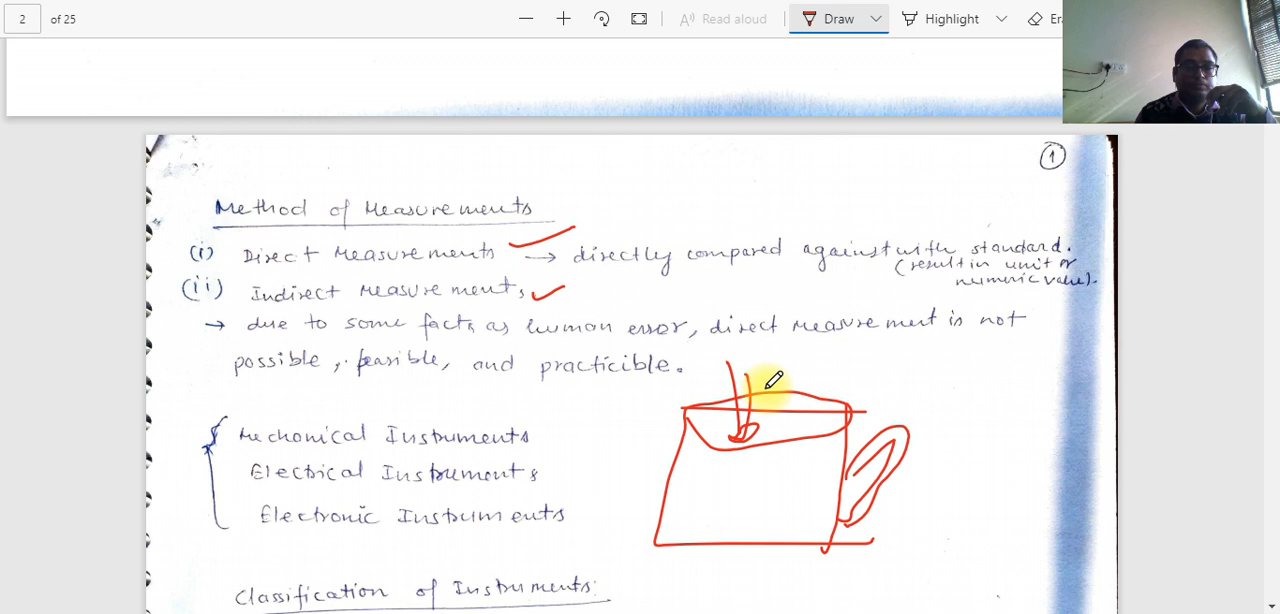 2 of 25 Read aloud Draw Highlight
1
Method of Measurements
(i) Direct Measurements → directly compared against with standard.
(result in unit or
numeric value).
(ii) Indirect Measurements
→ due to some facts as human error, direct measurement is not
possible, feasible, and practicible.
Mechanical Instruments
Electrical Instruments
Electronic Instruments
Classification of Instruments: